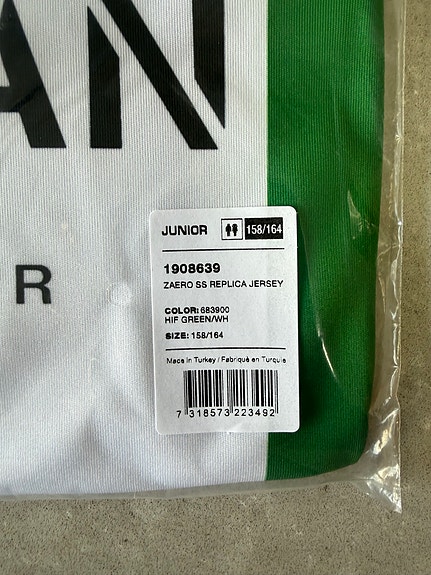 AN
JUNIOR 158/164
1908639
ZAERO SS REPLICA JERSEY
R
COLOR: 683900
HIF GREEN/WH
SIZE: 158/164
Made in Turkey / Fabriqué en Turquie
7 318573 223492